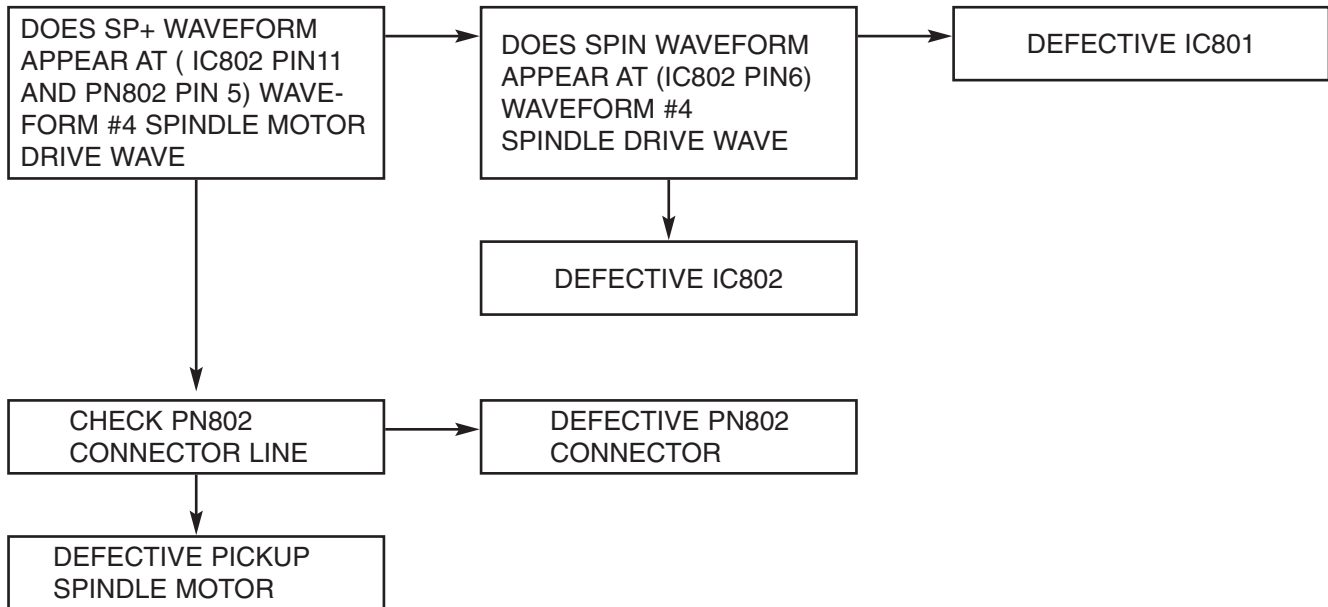 DOES SP+ WAVEFORM
APPEAR AT ( IC802 PIN11
AND PN802 PIN 5) WAVE-
FORM #4 SPINDLE MOTOR
DRIVE WAVE
DOES SPIN WAVEFORM
APPEAR AT (IC802 PIN6)
WAVEFORM #4
SPINDLE DRIVE WAVE
DEFECTIVE IC801
DEFECTIVE IC802
CHECK PN802
CONNECTOR LINE
DEFECTIVE PN802
CONNECTOR
DEFECTIVE PICKUP
SPINDLE MOTOR